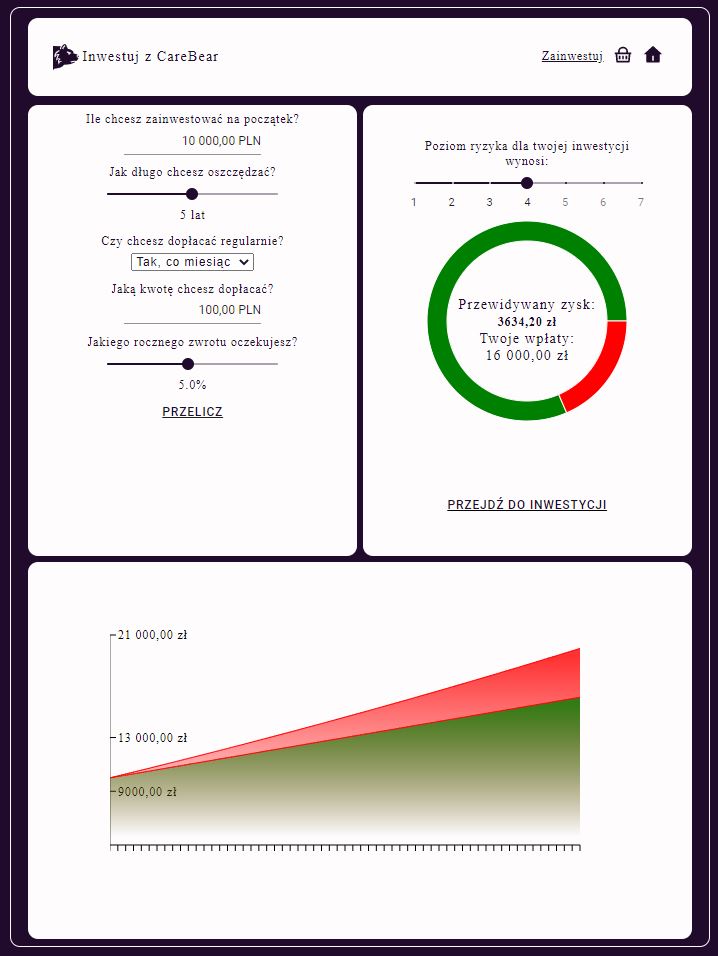 Inwestuj z CareBear
Zainwestuj
Ile chcesz zainwestować na początek?
10 000,00 PLN
Jak długo chcesz oszczędzać?
5 lat
Czy chcesz dopłacać regularnie?
Tak, co miesiąc
Jaką kwotę chcesz dopłacać?
100,00 PLN
Jakiego rocznego zwrotu oczekujesz?
5.0%
PRZELICZ
Poziom ryzyka dla twojej inwestycji
wynosi:
1 2 3 4 5 6 7
Przewidywany zysk:
3634,20 zł
Twoje wpłaty:
16 000,00 zł
PRZEJDŹ DO INWESTYCJI
21 000,00 zł
13 000,00 zł
9000,00 zł